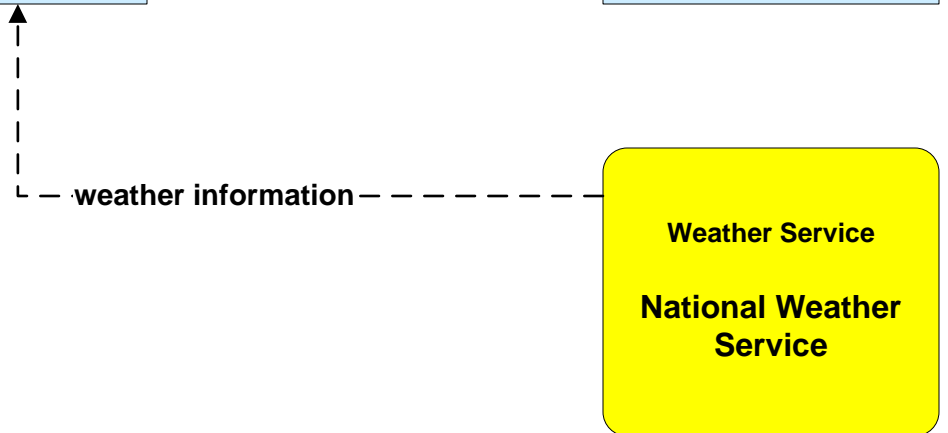 weather information
Weather Service
National Weather
Service